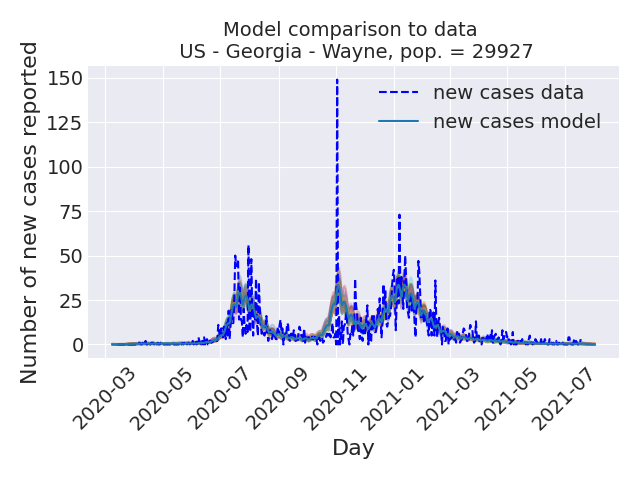 Model comparison to data
US - Georgia - Wayne, pop. = 29927
Number of new cases reported
150
125
100
75
50
25
0
new cases data
new cases model
2020-03
2020-05
2020-07
2020-09
2020-11
2021-01
2021-03
2021-05
2021-07
Day